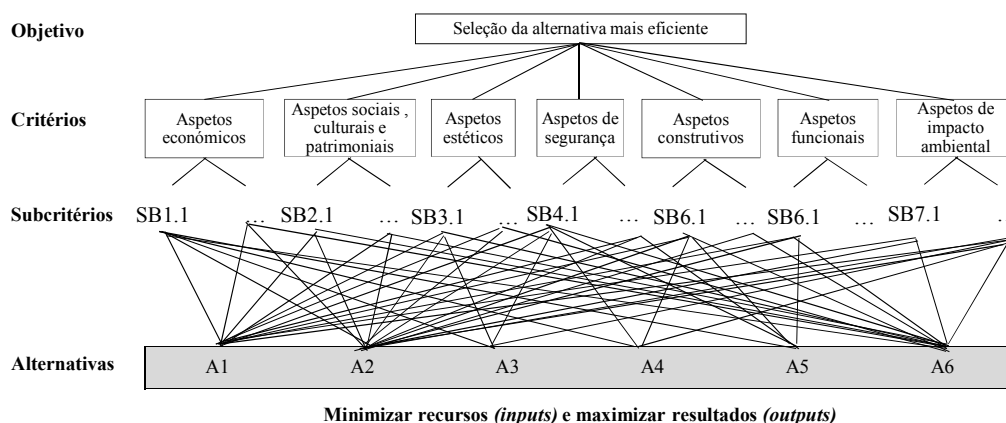 Objetivo
Seleção da alternativa mais eficiente
Critérios
Aspetos
económicos
Aspetos sociais ,
culturais e
patrimoniais
Aspetos
estéticos
Aspetos de
segurança
Aspetos
construtivos
Aspetos
funcionais
Aspetos de
impacto
ambiental
Subcritérios
SB1.1 … SB2.1 … SB3.1 … SB4.1 … SB6.1 … SB6.1 … SB7.1 …
Alternativas
A1 A2 A3 A4 A5 A6
Minimizar recursos (inputs) e maximizar resultados (outputs)